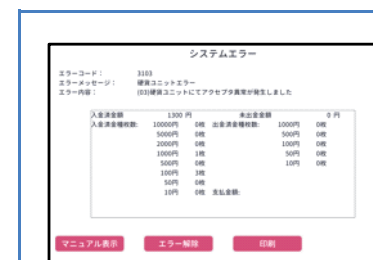 システムエラー
エラーコード： 3103
エラーメッセージ： 硬貨ユニットエラー
エラー内容： (03)硬貨ユニットにてアクセプタ異常が発生しました
入金済金額 1300 円 未出金金額 0 円
入金済金種枚数: 10000円 0枚 出金済金種枚数: 1000円 0枚
5000円 0枚 500円 0枚
2000円 0枚 100円 0枚
1000円 1枚 50円 0枚
500円 0枚 10円 0枚
100円 3枚
50円 0枚
10円 0枚 支払金額:
マニュアル表示 エラー解除 印刷